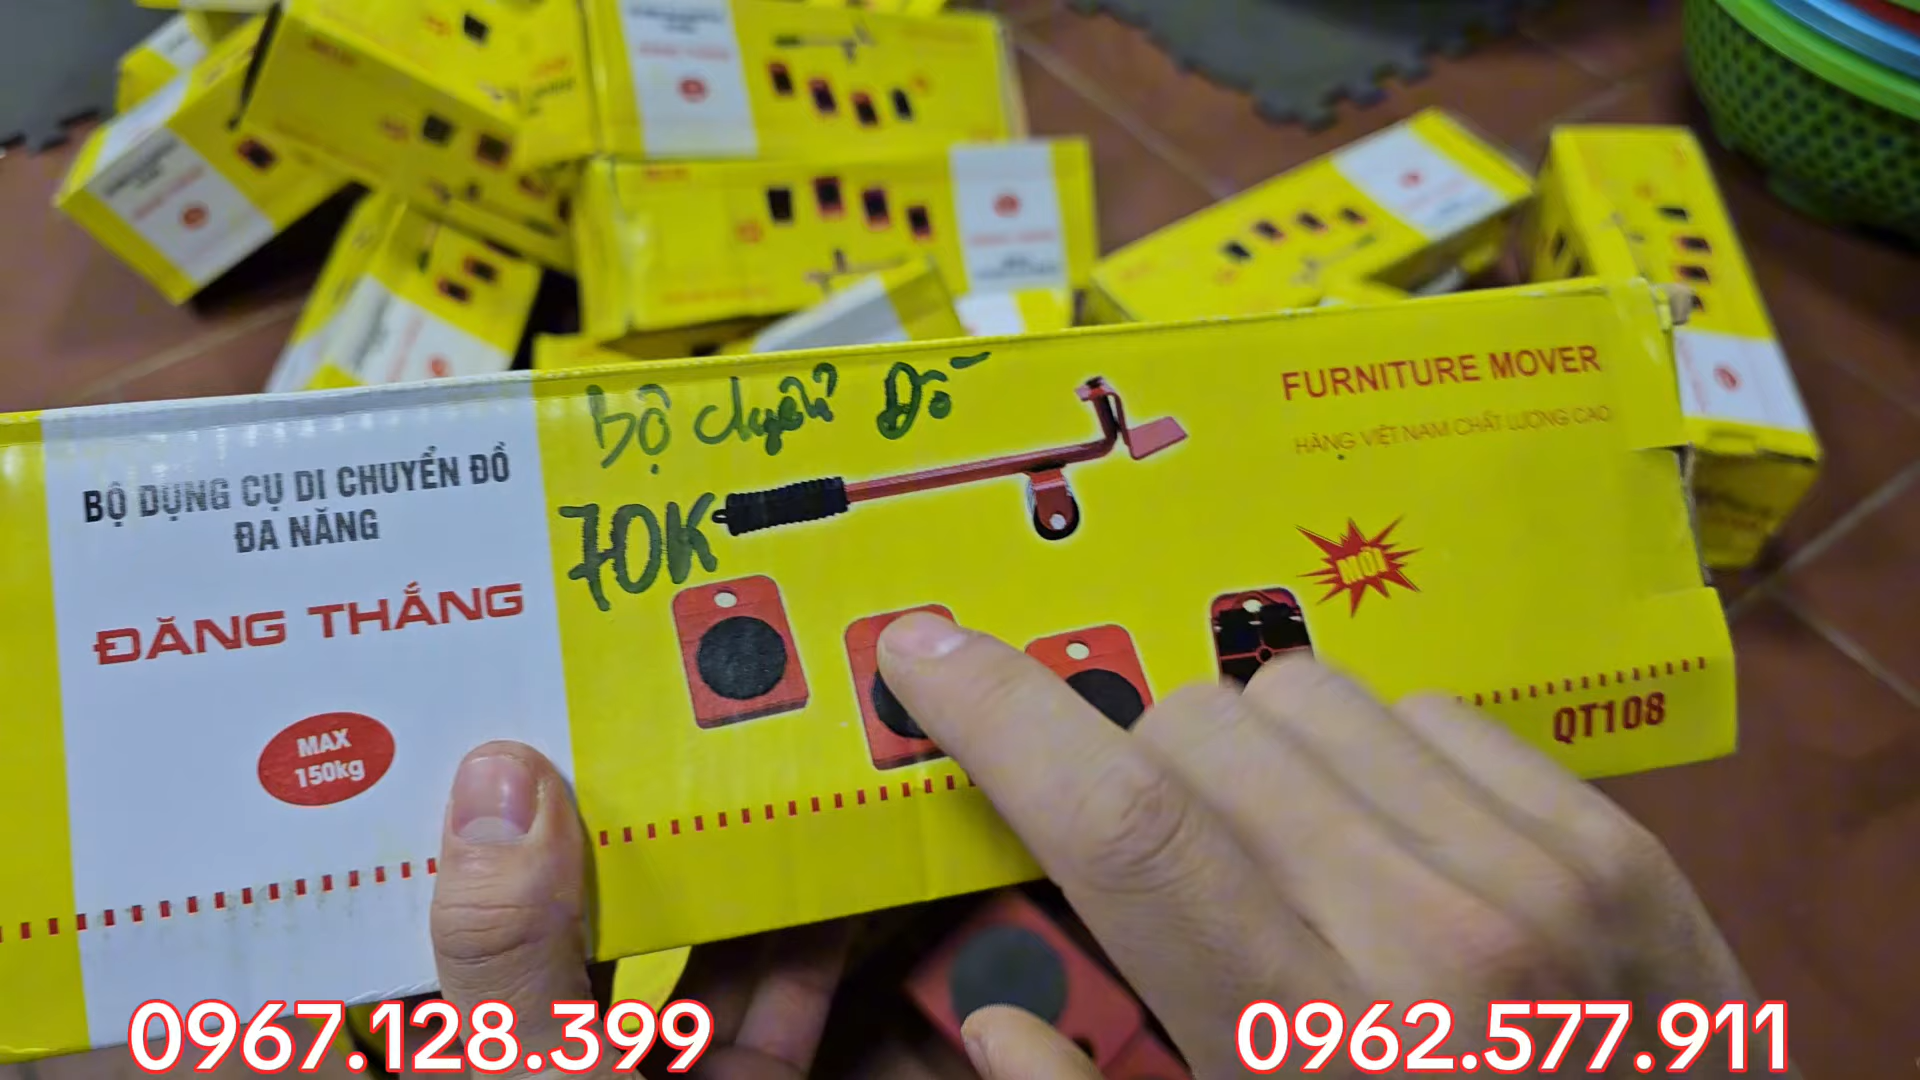 BỘ DỤNG CỤ DI CHUYỂN ĐỒ
ĐA NĂNG
ĐĂNG THẮNG
MAX
150kg
Bộ chuyển Đồ
70K
FURNITURE MOVER
HÀNG VIỆT NAM CHẤT LƯỢNG CAO
MỚI
QT108
0967.128.399
0962.577.911